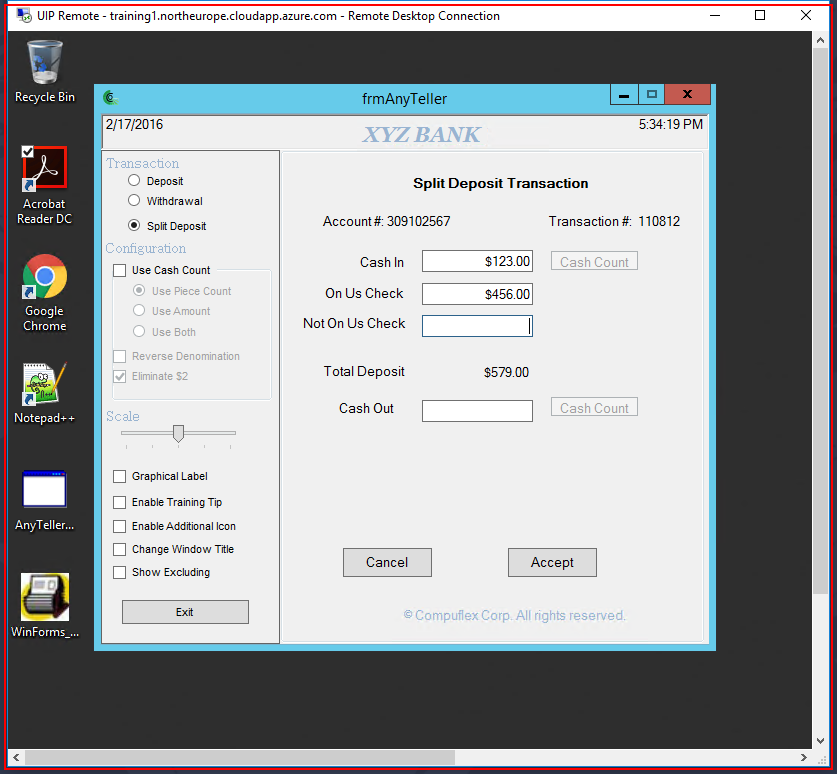 UIP Remote - training1.northeurope.cloudapp.azure.com - Remote Desktop Connection
Recycle Bin
Acrobat
Reader DC
Google
Chrome
Notepad++
AnyTeller...
WinForms_...
frmAnyTeller
2/17/2016
XYZ BANK
5:34:19 PM
Transaction
Deposit
Withdrawal
Split Deposit
Configuration
Use Cash Count
Use Piece Count
Use Amount
Use Both
Reverse Denomination
Eliminate $2
Scale
Graphical Label
Enable Training Tip
Enable Additional Icon
Change Window Title
Show Excluding
Exit
Split Deposit Transaction
Account #: 309102567 Transaction #: 110812
Cash In $123.00 Cash Count
On Us Check $456.00
Not On Us Check
Total Deposit $579.00
Cash Out Cash Count
Cancel Accept
© Compuflex Corp. All rights reserved.